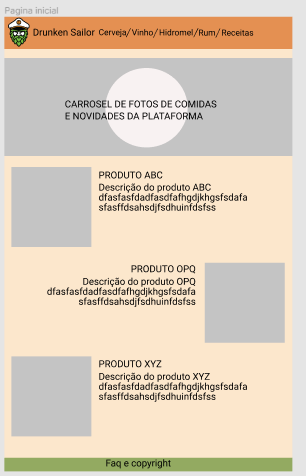 Pagina inicial
Drunken Sailor Cerveja/Vinho/Hidromel/Rum/Receitas
CARROSEL DE FOTOS DE COMIDAS
E NOVIDADES DA PLATAFORMA
PRODUTO ABC
Descrição do produto ABC
dfasfasfdadfasdfafhgdjkhgsfsdafa
sfasffdsahsdjfsdhuinfdsfss
PRODUTO OPQ
Descrição do produto OPQ
dfasfasfdadfasdfafhgdjkhgsfsdafa
sfasffdsahsdjfsdhuinfdsfss
PRODUTO XYZ
Descrição do produto XYZ
dfasfasfdadfasdfafhgdjkhgsfsdafa
sfasffdsahsdjfsdhuinfdsfss
Faq e copyright